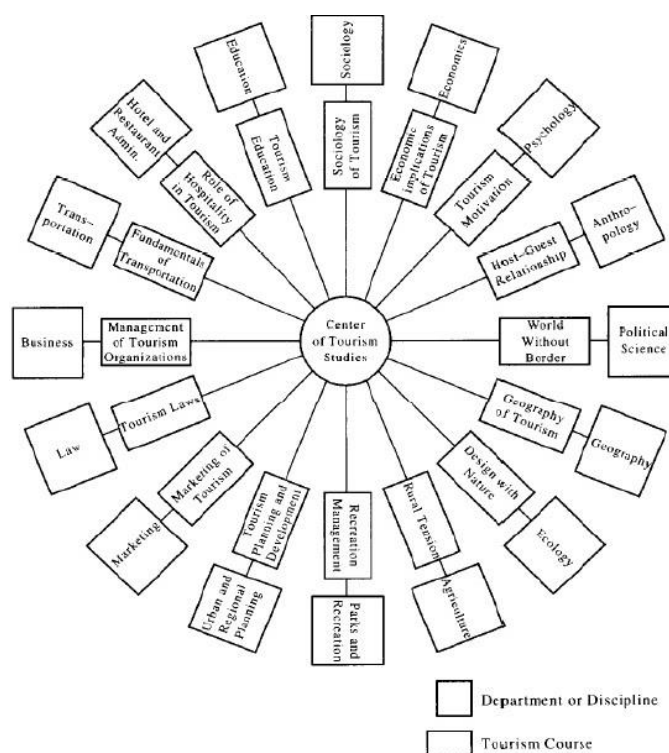 Sociology
Sociology
of Tourism
Economics
Economic
implications
of Tourism
Psychology
Tourism
Motivation
Anthro-
pology
Host-Guest
Relationship
Political
Science
World
Without
Border
Geography
Geography
of Tourism
Ecology
Design with
Nature
Agriculture
Rural Tension
Parks and
Recreation
Recreation
Management
Urban and
Regional
Planning
Tourism
Planning and
Development
Marketing
Marketing of
Tourism
Law
Tourism Laws
Business
Management
of Tourism
Organizations
Trans-
portation
Fundamentals
of
Transportation
Hotel and
Restaurant
Admin.
Role of
Hospitality
in Tourism
Education
Tourism
Education
Center
of Tourism
Studies
Department or Discipline
Tourism Course